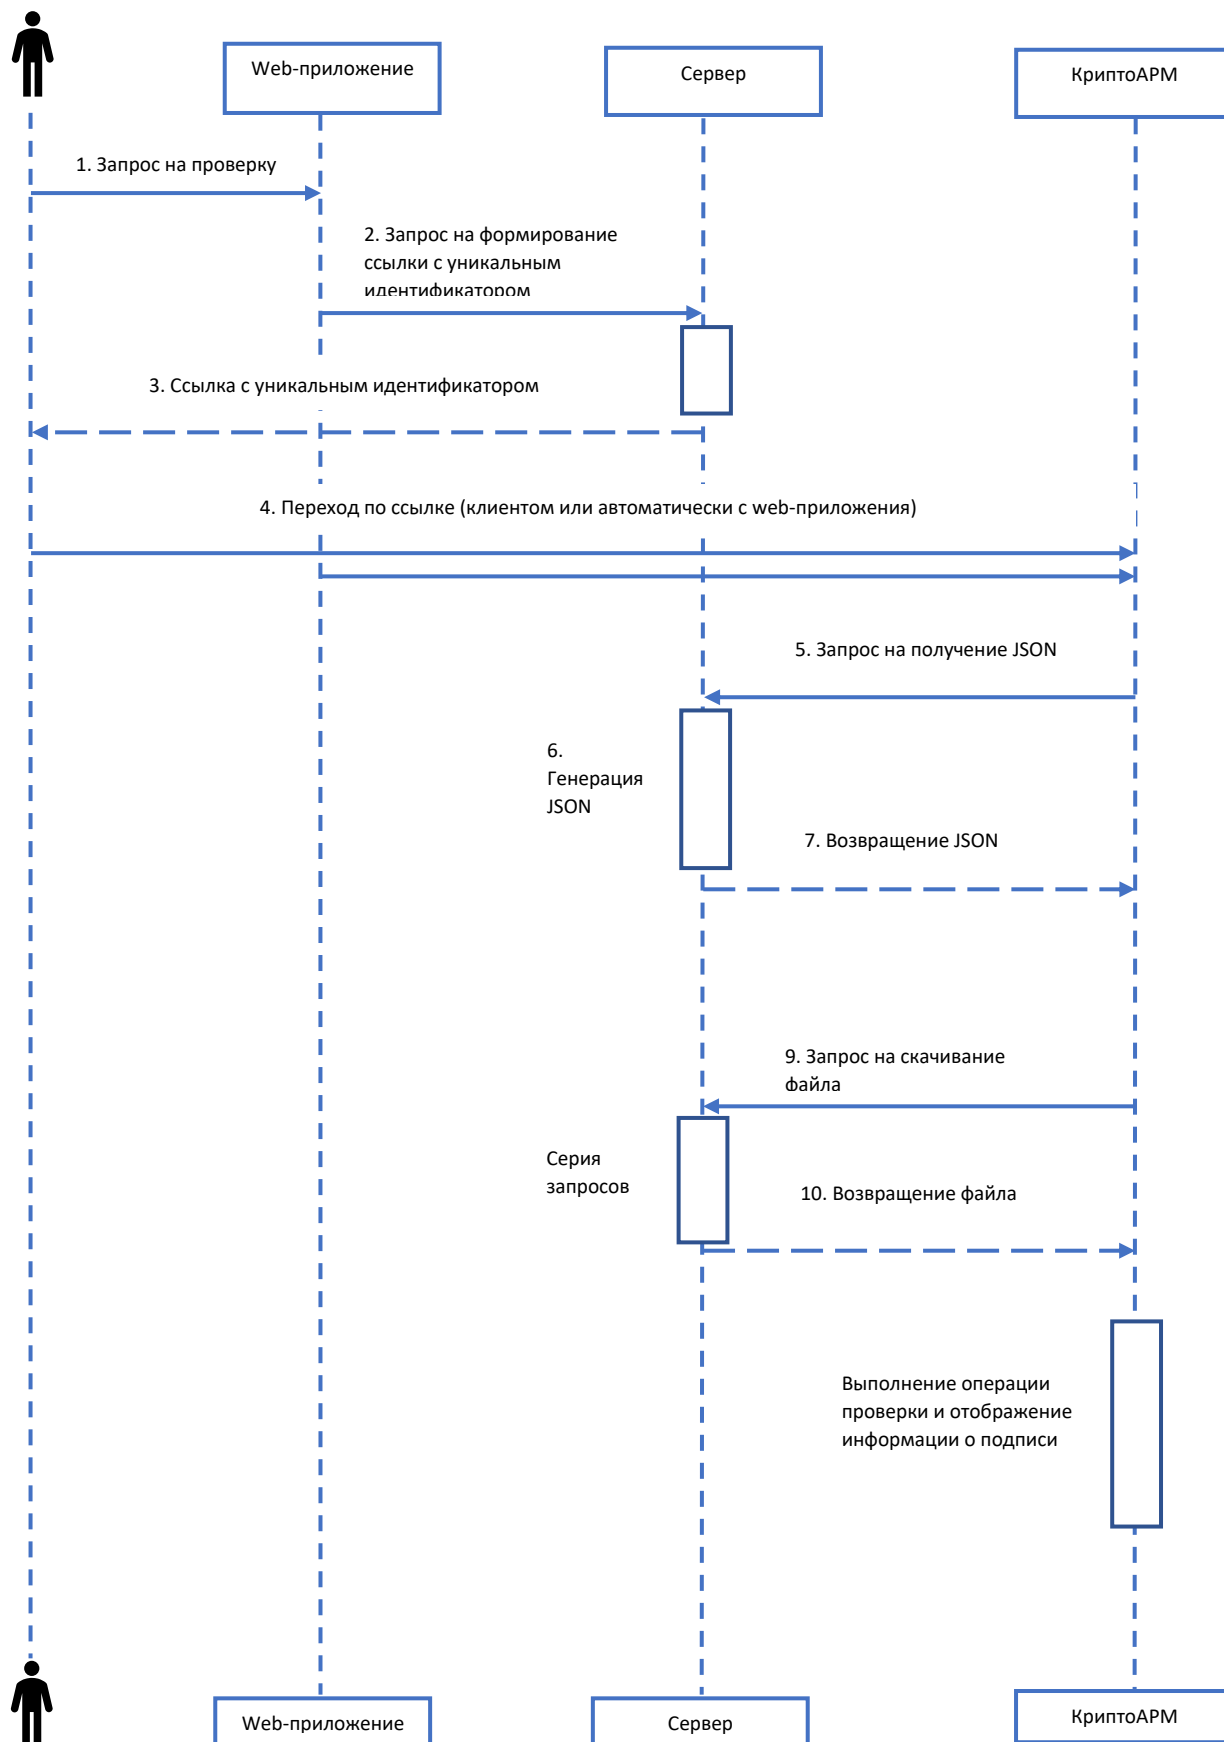 Web-приложение
Сервер
КриптоАРМ
1. Запрос на проверку
2. Запрос на формирование
ссылки с уникальным
идентификатором
3. Ссылка с уникальным идентификатором
4. Переход по ссылке (клиентом или автоматически с web-приложения)
5. Запрос на получение JSON
6.
Генерация
JSON
7. Возвращение JSON
9. Запрос на скачивание
файла
Серия
запросов
10. Возвращение файла
Выполнение операции
проверки и отображение
информации о подписи
Web-приложение
Сервер
КриптоАРМ